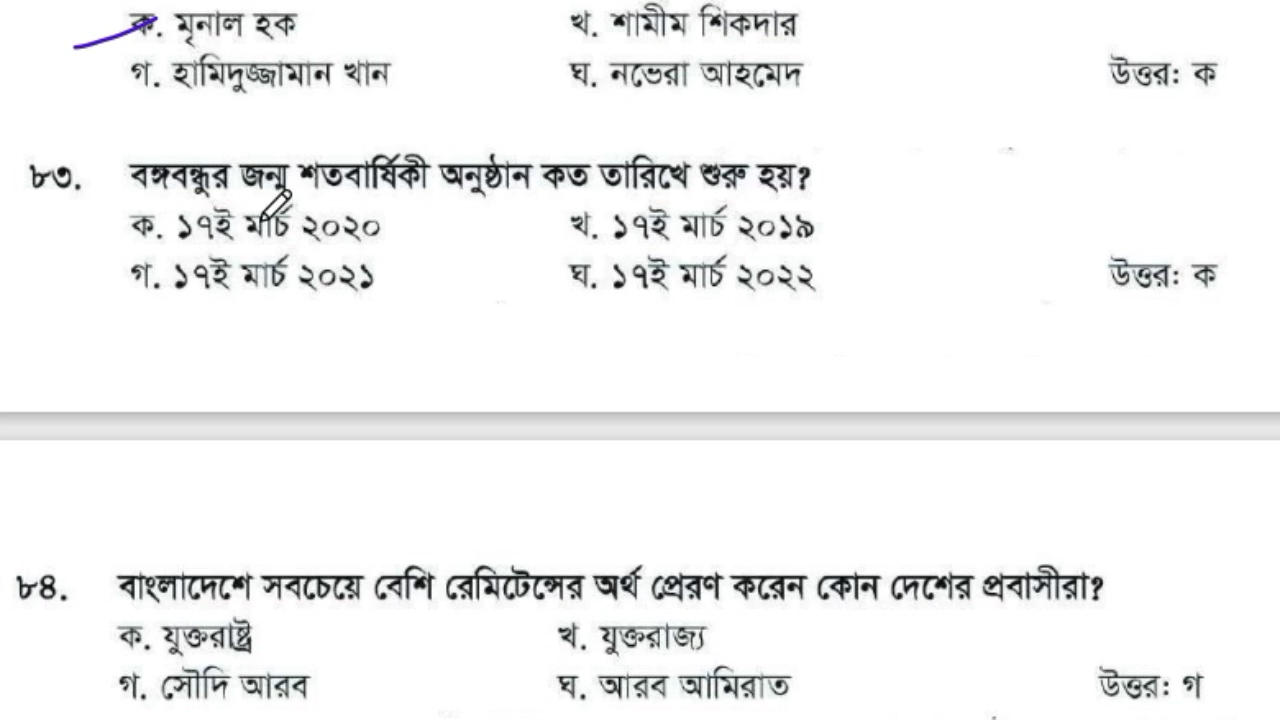 ক. মৃনাল হক খ. শামীম শিকদার
গ. হামিদুজ্জামান খান ঘ. নভেরা আহমেদ উত্তর: ক
৮৩. বঙ্গবন্ধুর জন্ম শতবার্ষিকী অনুষ্ঠান কত তারিখে শুরু হয়?
ক. ১৭ই মার্চ ২০২০ খ. ১৭ই মার্চ ২০১৯
গ. ১৭ই মার্চ ২০২১ ঘ. ১৭ই মার্চ ২০২২ উত্তর: ক
৮৪. বাংলাদেশে সবচেয়ে বেশি রেমিটেন্সের অর্থ প্রেরণ করেন কোন দেশের প্রবাসীরা?
ক. যুক্তরাষ্ট্র খ. যুক্তরাজ্য
গ. সৌদি আরব ঘ. আরব আমিরাত উত্তর: গ